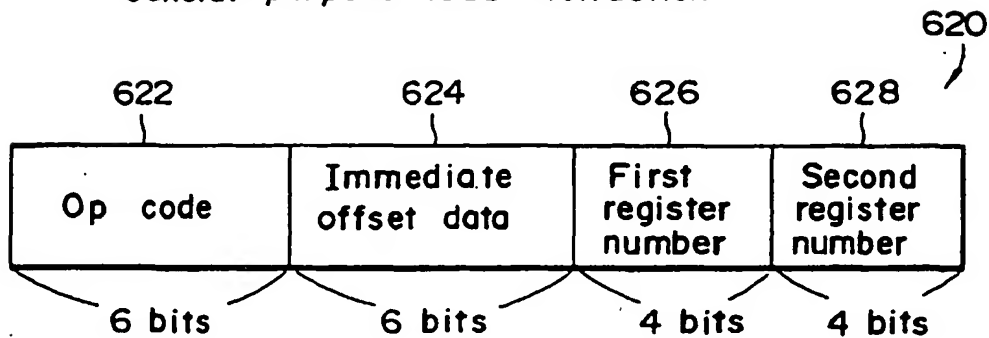 620
622 624 626 628
Op code
Immediate
offset data
First
register
number
Second
register
number
6 bits 6 bits 4 bits 4 bits